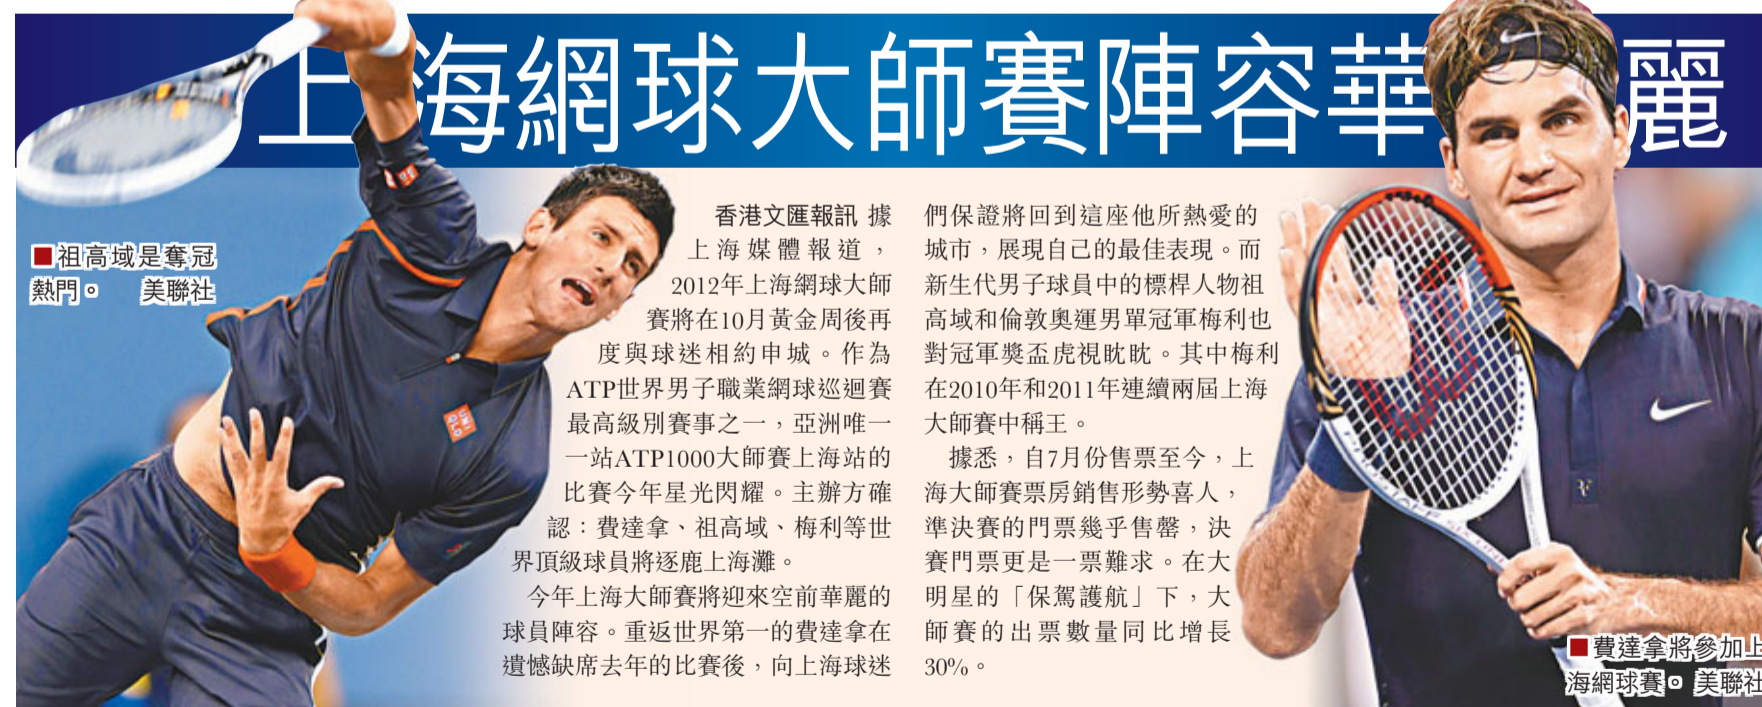 上海網球大師賽陣容華麗
■祖高域是奪冠
熱門。 美聯社
香港文匯報訊 據
上海媒體報道，
2012年上海網球大師
賽將在10月黃金周後再
度與球迷相約申城。作為
ATP世界男子職業網球巡迴賽
最高級別賽事之一，亞洲唯一
一站ATP1000大師賽上海站的
比賽今年星光閃耀。主辦方確
認：費達拿、祖高域、梅利等世
界頂級球員將逐鹿上海灘。
今年上海大師賽將迎來空前華麗的
球員陣容。重返世界第一的費達拿在
遺憾缺席去年的比賽後，向上海球迷
們保證將回到這座他所熱愛的
城市，展現自己的最佳表現。而
新生代男子球員中的標桿人物祖
高域和倫敦奧運男單冠軍梅利也
對冠軍獎盃虎視眈眈。其中梅利
在2010年和2011年連續兩屆上海
大師賽中稱王。
據悉，自7月份售票至今，上
海大師賽票房銷售形勢喜人，
準決賽的門票幾乎售罄，決
賽門票更是一票難求。在大
明星的「保駕護航」下，大
師賽的出票數量同比增長
30%。
■費達拿將參加上
海網球賽。 美聯社
UNI
QLO